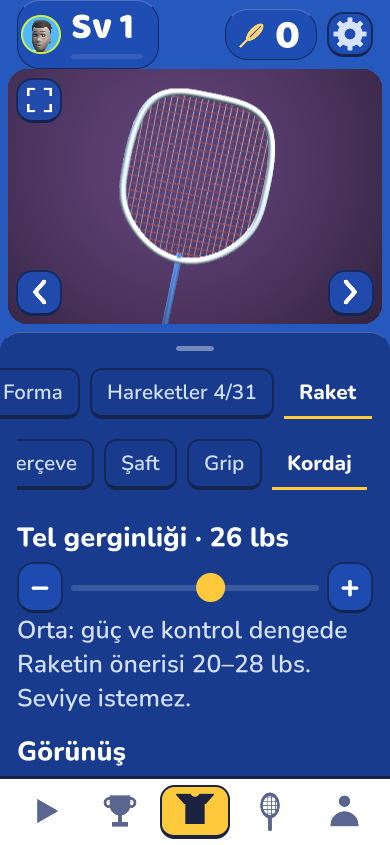 Sv 1
0
Forma
Hareketler 4/31
Raket
erçeve
Şaft
Grip
Kordaj
Tel gerginliği · 26 lbs
Orta: güç ve kontrol dengede
Raketin önerisi 20–28 lbs.
Seviye istemez.
Görünüş